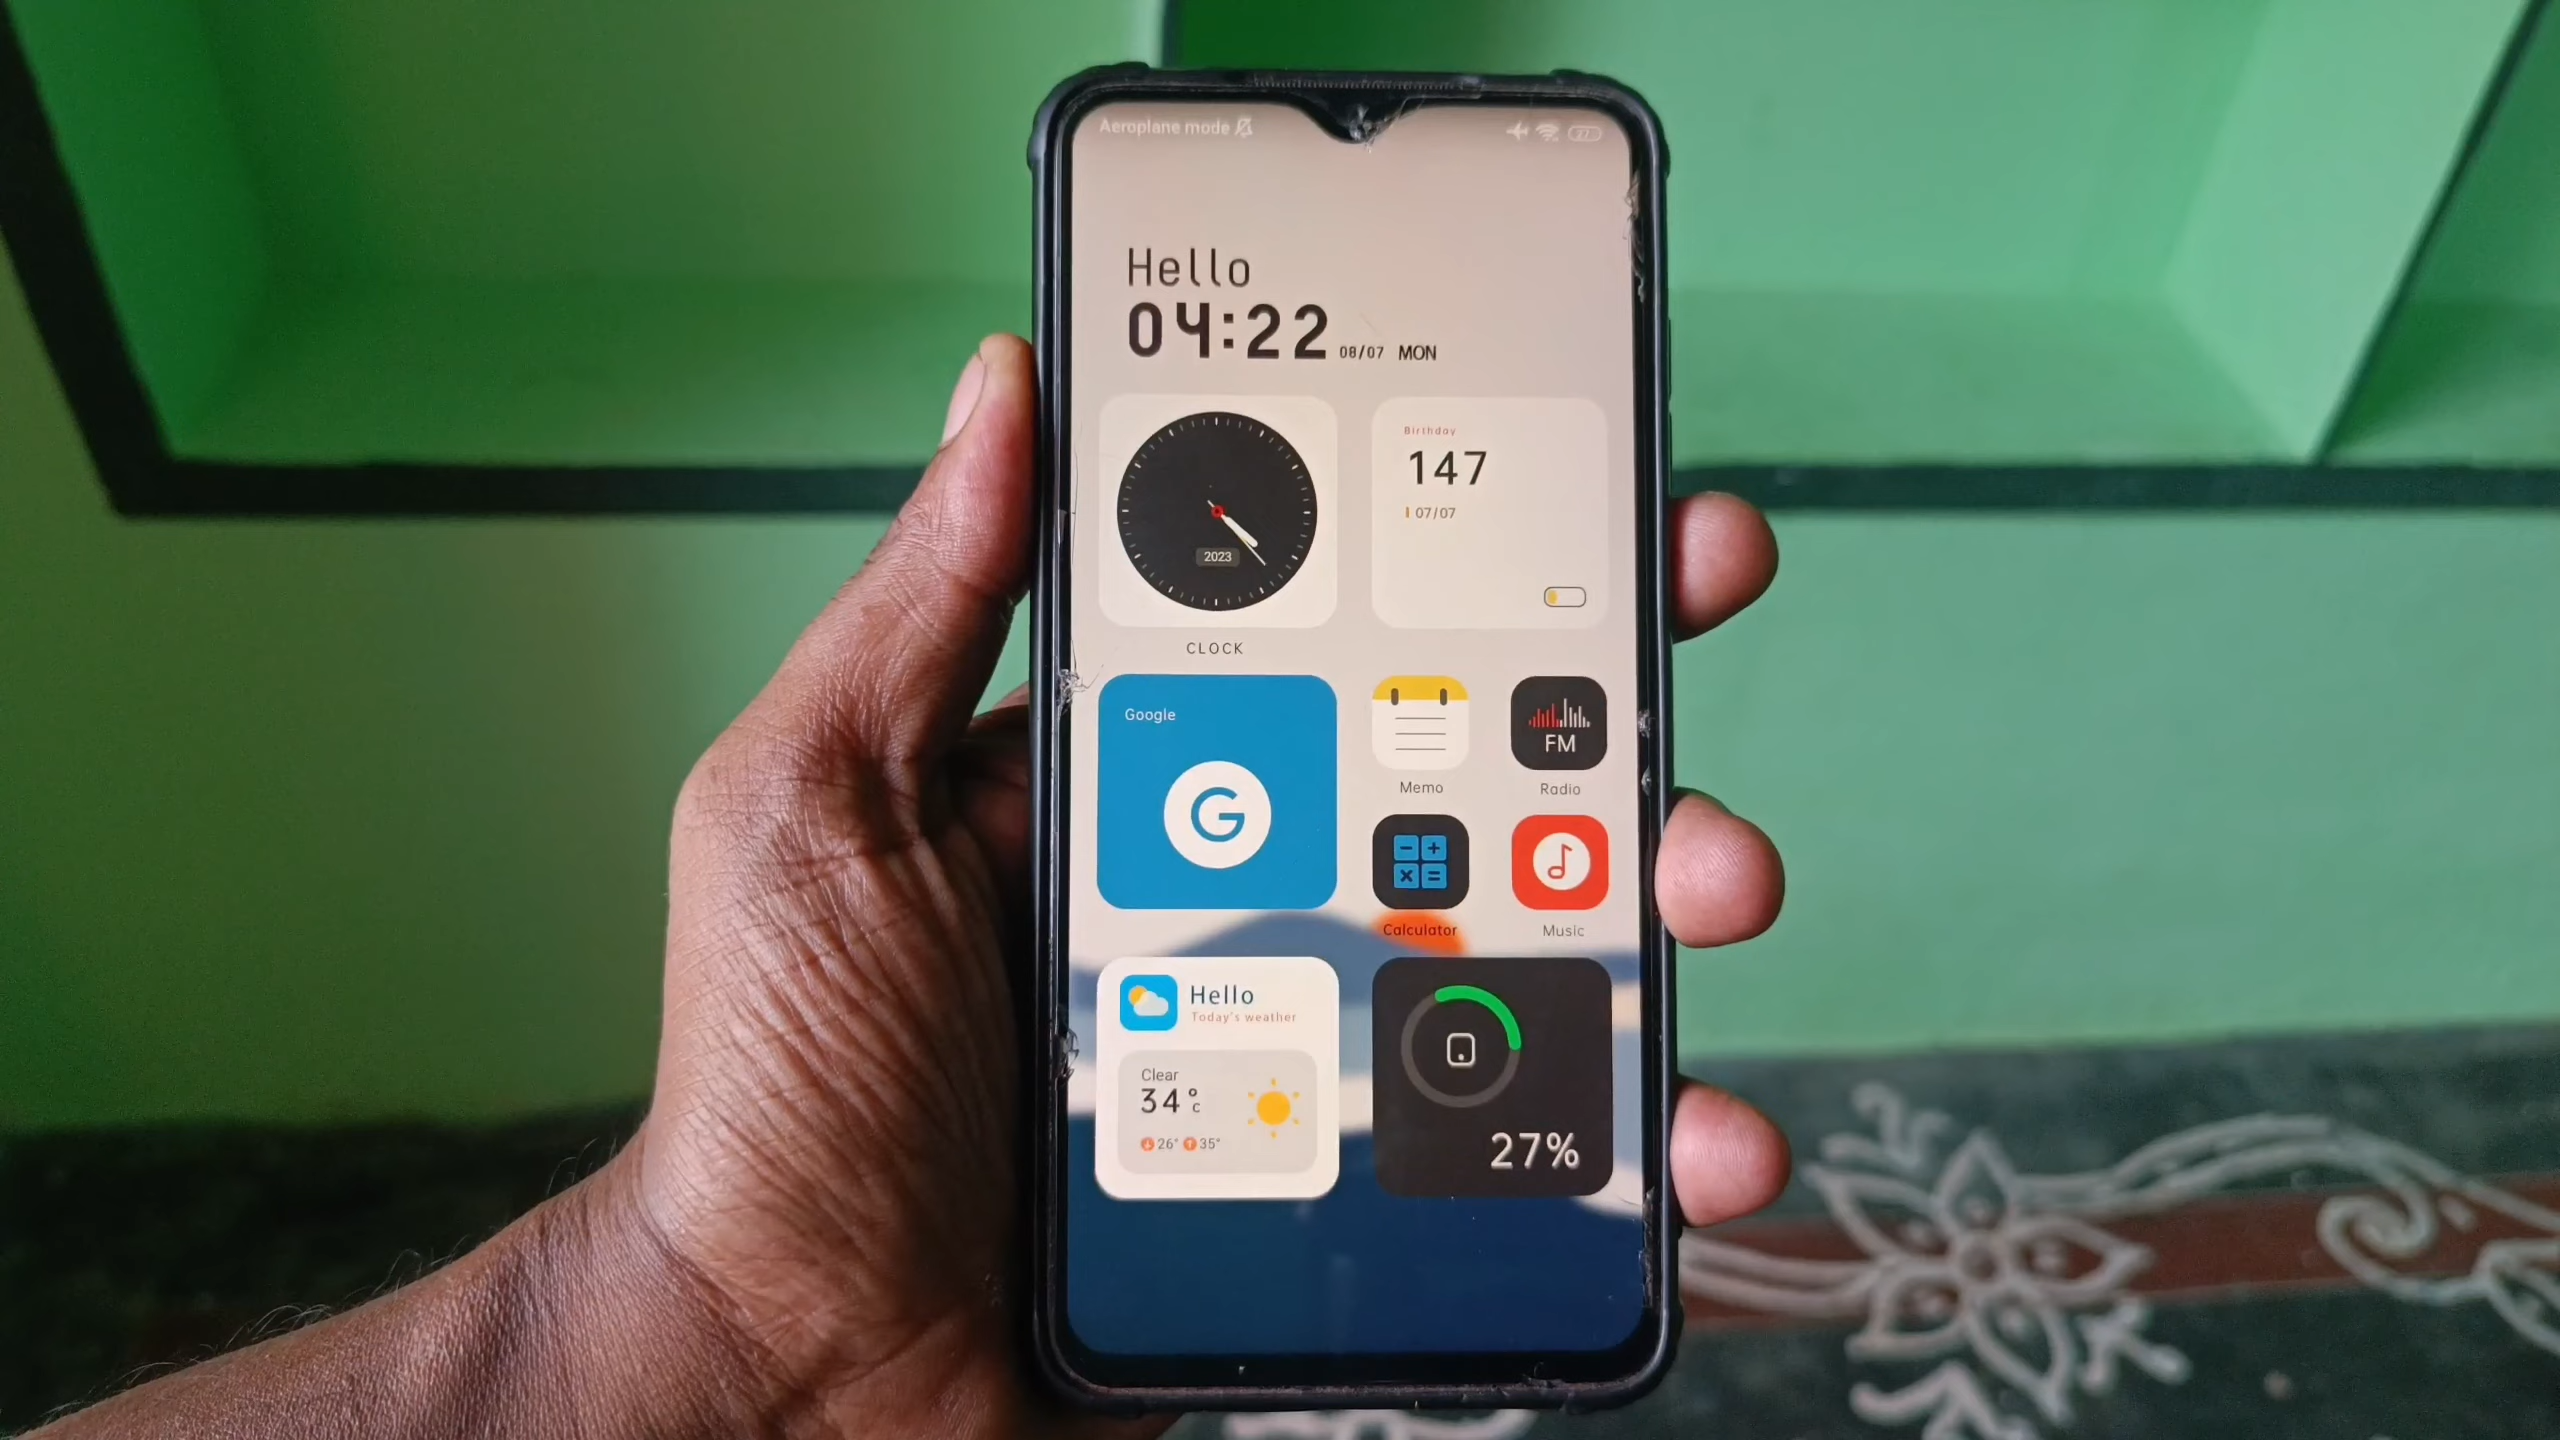 Aeroplane mode
27
Hello
04:22 08/07 MON
2023
CLOCK
Birthday
147
07/07
Google
G
Memo
FM
Radio
Calculator
Music
Hello
Today's weather
Clear
34°C
26° 35°
27%